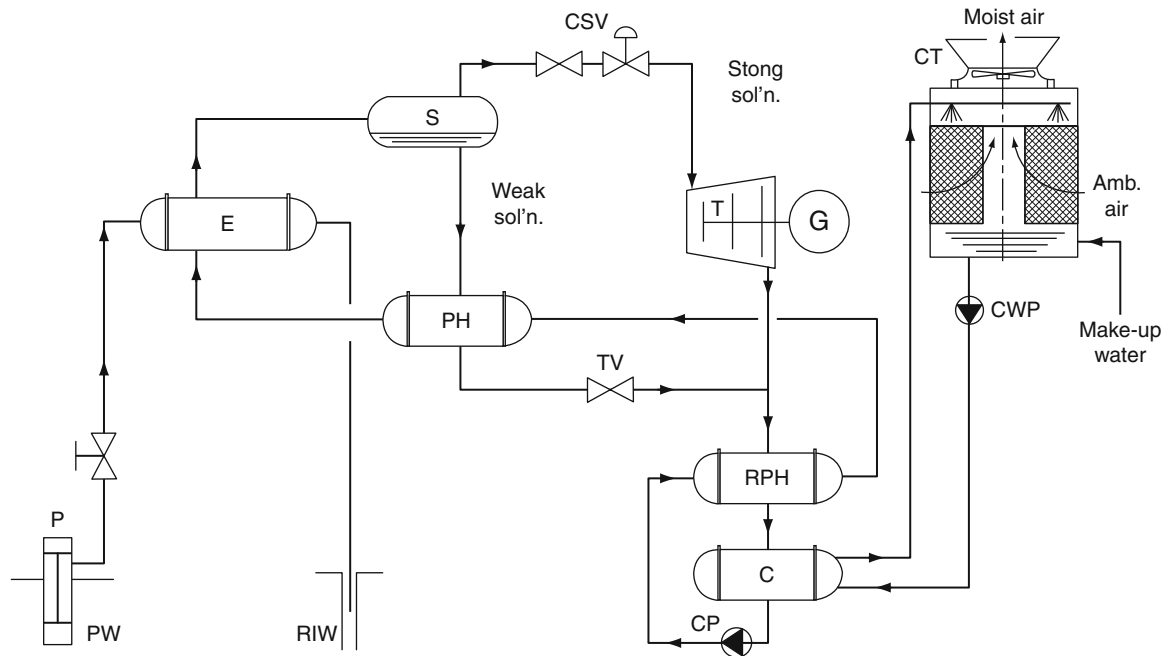 CSV
Moist air
CT
Stong
sol'n.
S
Weak
sol'n.
E
T
G
Amb.
air
PH
CWP
Make-up
water
TV
RPH
P
C
CP
PW
RIW